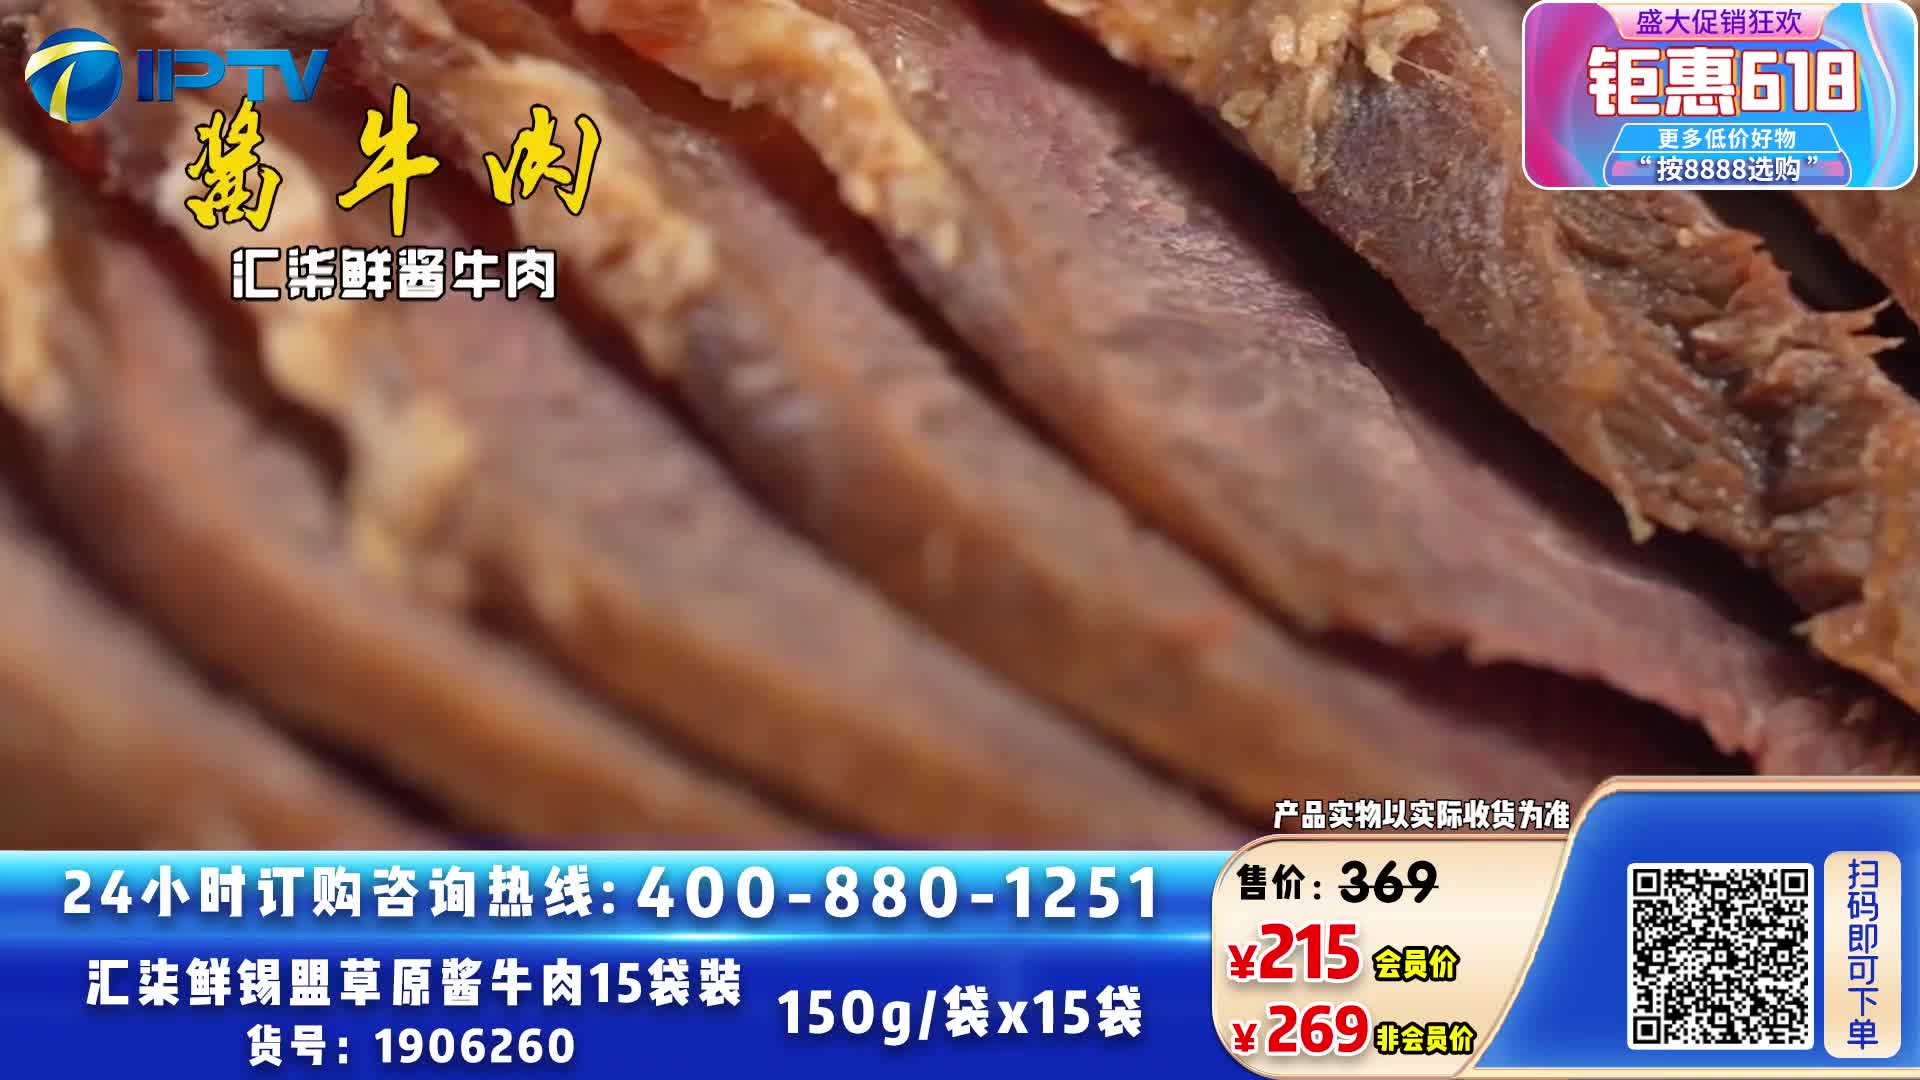 IPTV
酱牛肉
汇柒鲜酱牛肉
盛大促销狂欢
钜惠618
更多低价好物
“按8888选购”
产品实物以实际收货为准
24小时订购咨询热线:400-880-1251
汇柒鲜锡盟草原酱牛肉15袋装
货号：1906260
150g/袋x15袋
售价：369
¥215 会员价
¥269 非会员价
扫码即可下单